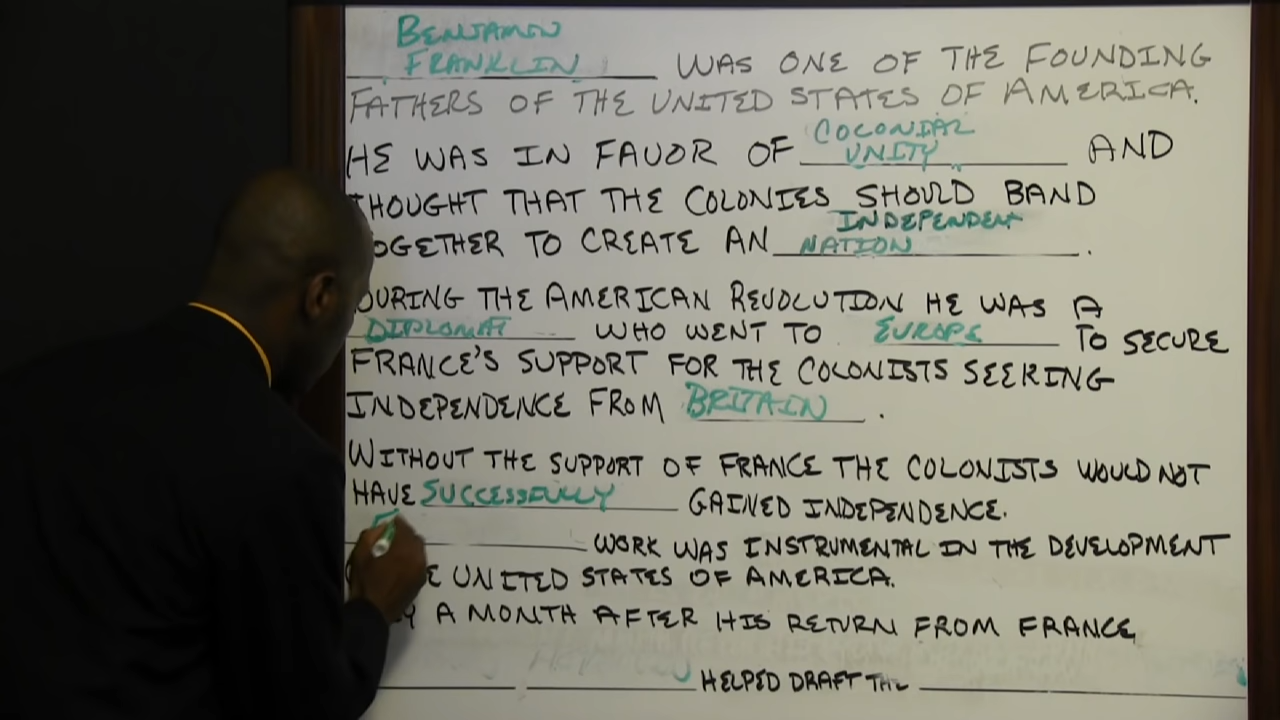 BENJAMIN
FRANKLIN WAS ONE OF THE FOUNDING
FATHERS OF THE UNITED STATES OF AMERICA.
COLONIAL
HE WAS IN FAVOR OF UNITY AND
THOUGHT THAT THE COLONIES SHOULD BAND
INDEPENDENT
TOGETHER TO CREATE AN NATION.
DURING THE AMERICAN REVOLUTION HE WAS A
DIPLOMAT WHO WENT TO EUROPE TO SECURE
FRANCE'S SUPPORT FOR THE COLONISTS SEEKING
INDEPENDENCE FROM BRITAIN.
WITHOUT THE SUPPORT OF FRANCE THE COLONISTS WOULD NOT
HAVE SUCCESSFULLY GAINED INDEPENDENCE.
WORK WAS INSTRUMENTAL IN THE DEVELOPMENT
UNITED STATES OF AMERICA.
A MONTH AFTER HIS RETURN FROM FRANCE
HELPED DRAFT THE